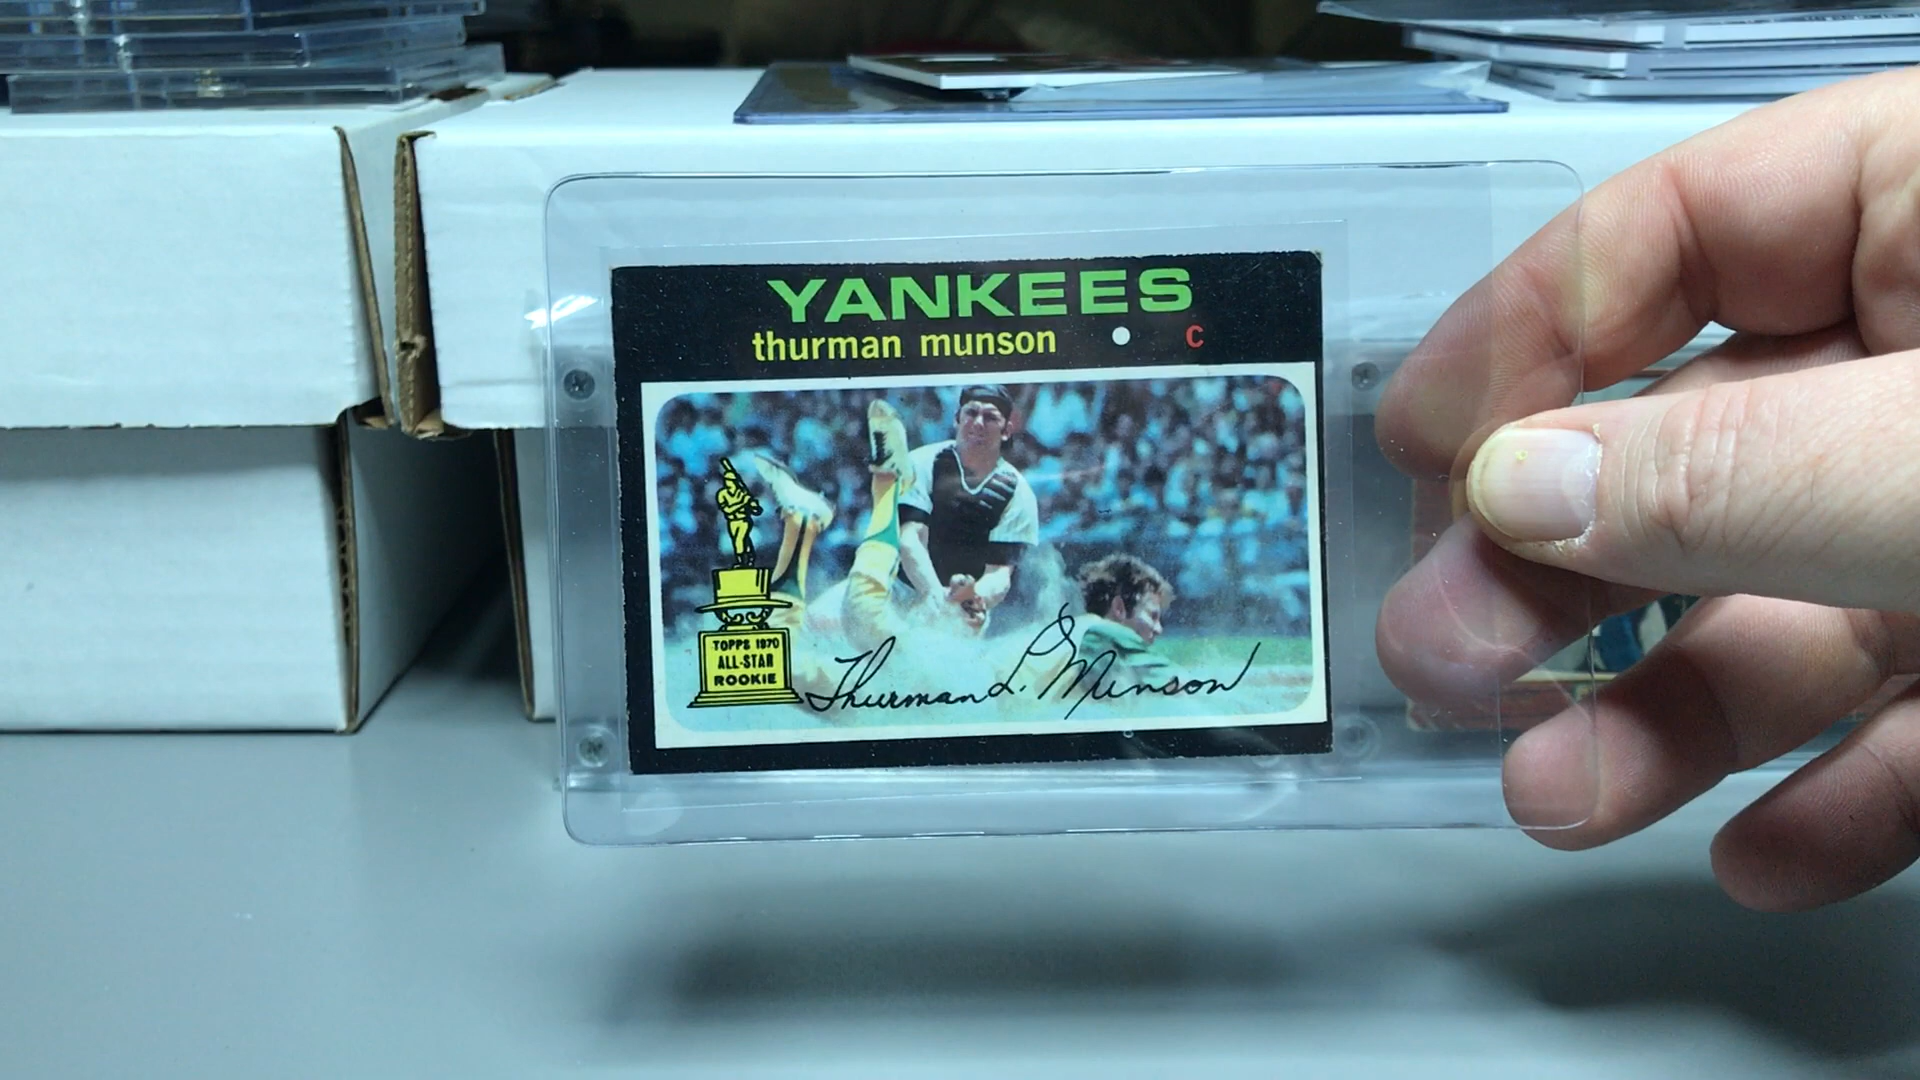 YANKEES
thurman munson • c
TOPPS 1970
ALL-STAR
ROOKIE
Thurman L. Munson